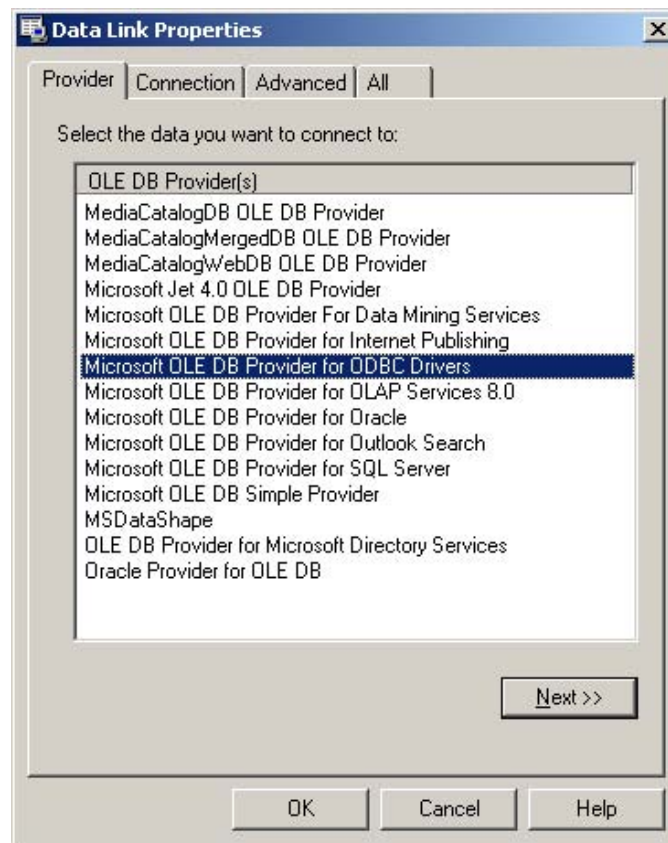 Data Link Properties
Provider
Connection
Advanced
All
Select the data you want to connect to:
OLE DB Provider(s)
MediaCatalogDB OLE DB Provider
MediaCatalogMergedDB OLE DB Provider
MediaCatalogWebDB OLE DB Provider
Microsoft Jet 4.0 OLE DB Provider
Microsoft OLE DB Provider For Data Mining Services
Microsoft OLE DB Provider for Internet Publishing
Microsoft OLE DB Provider for ODBC Drivers
Microsoft OLE DB Provider for OLAP Services 8.0
Microsoft OLE DB Provider for Oracle
Microsoft OLE DB Provider for Outlook Search
Microsoft OLE DB Provider for SQL Server
Microsoft OLE DB Simple Provider
MSDataShape
OLE DB Provider for Microsoft Directory Services
Oracle Provider for OLE DB
Next >>
OK
Cancel
Help